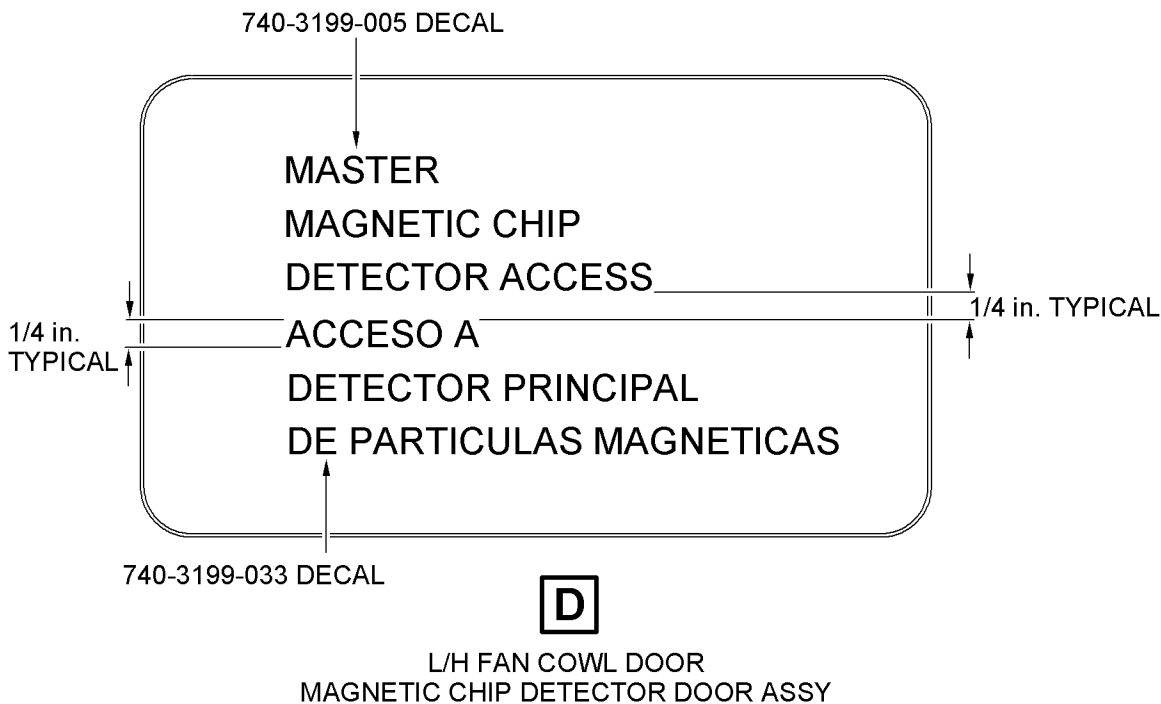 740-3199-005 DECAL
MASTER
MAGNETIC CHIP
DETECTOR ACCESS
1/4 in. TYPICAL
1/4 in.
TYPICAL
ACCESO A
DETECTOR PRINCIPAL
DE PARTICULAS MAGNETICAS
740-3199-033 DECAL
D
L/H FAN COWL DOOR
MAGNETIC CHIP DETECTOR DOOR ASSY